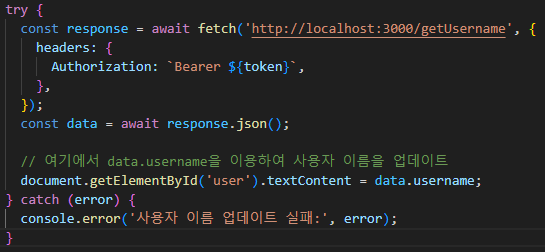 try {
  const response = await fetch('http://localhost:3000/getUsername', {
    headers: {
      Authorization: `Bearer ${token}`,
    },
  });
  const data = await response.json();

  // 여기에서 data.username을 이용하여 사용자 이름을 업데이트
  document.getElementById('user').textContent = data.username;
} catch (error) {
  console.error('사용자 이름 업데이트 실패:', error);
}